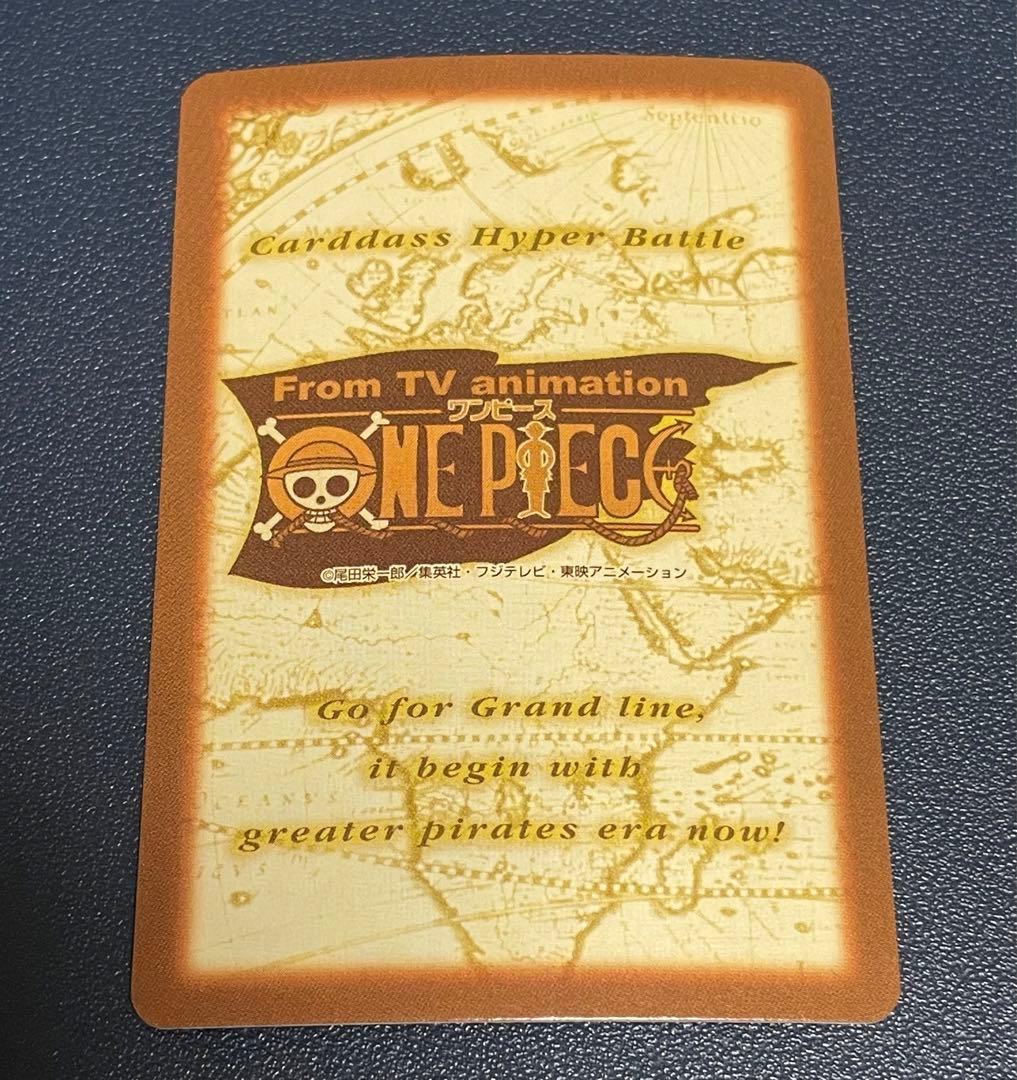 Septenttio
Carddass Hyper Battle
From TV animation
ワンピース
ONE PIECE
©尾田栄一郎／集英社・フジテレビ・東映アニメーション
Go for Grand line,
it begin with
greater pirates era now!